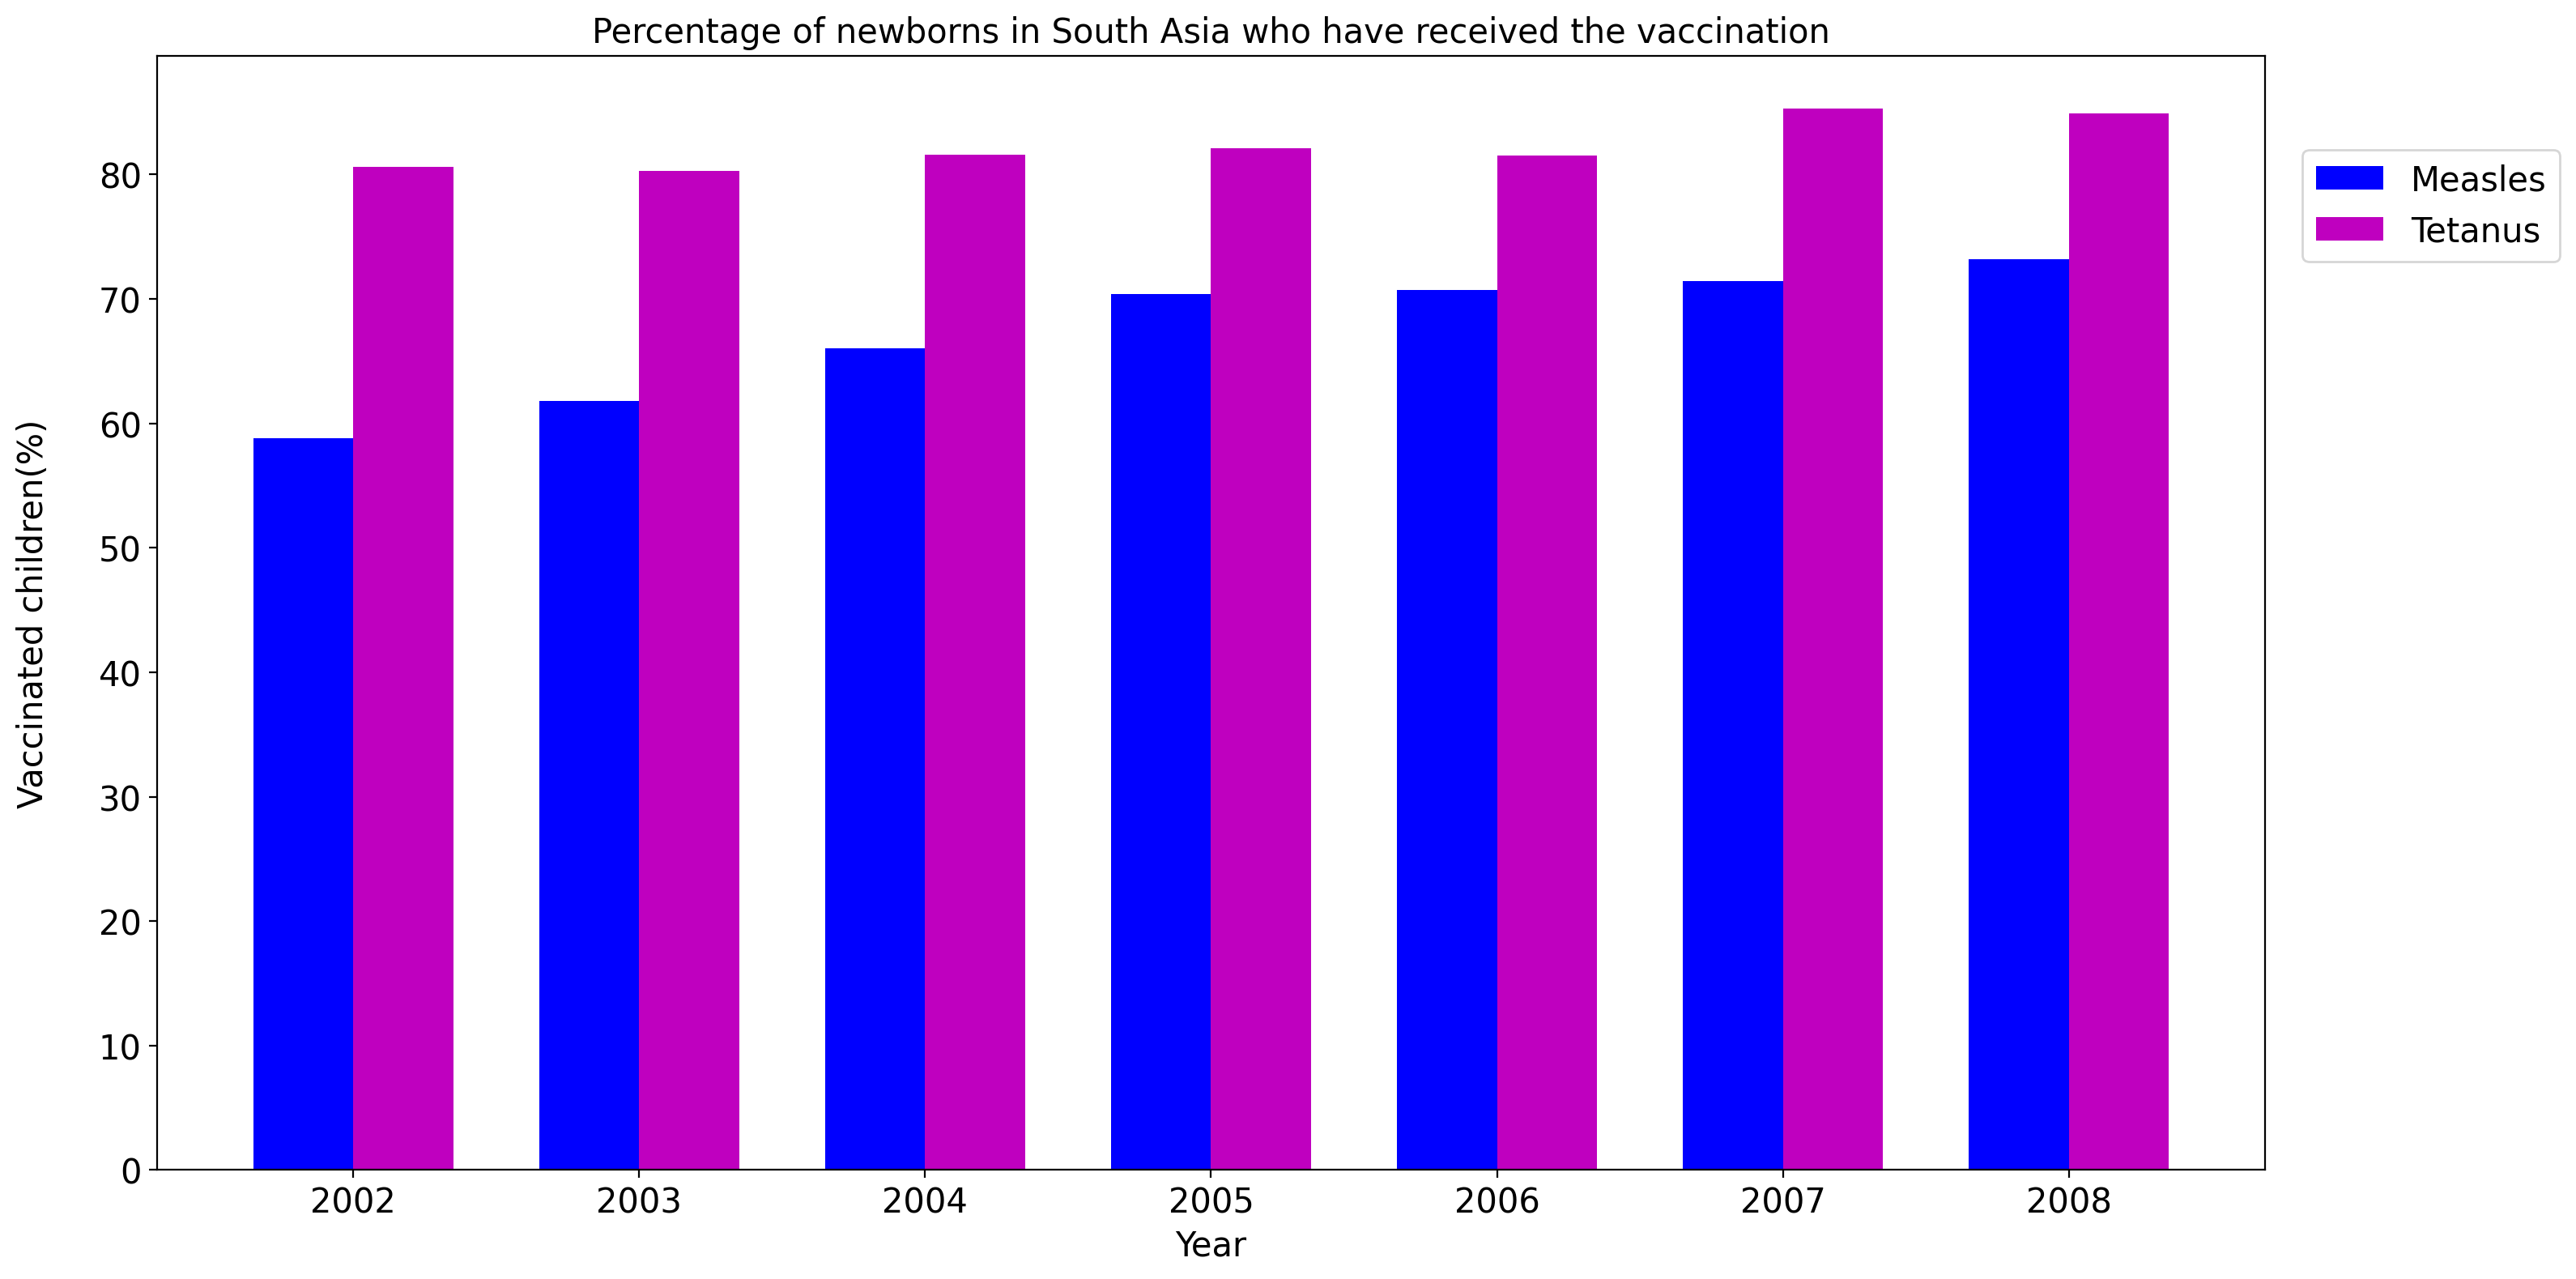 Percentage of newborns in South Asia who have received the vaccination
Vaccinated children(%)
80
70
60
50
40
30
20
10
0
2002 2003 2004 2005 2006 2007 2008
Year
Measles
Tetanus